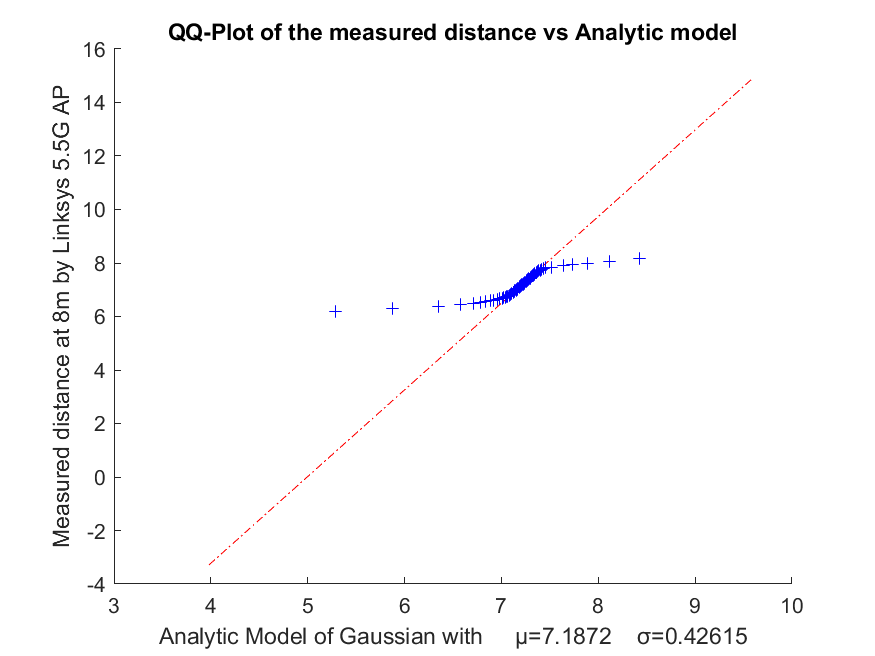 QQ-Plot of the measured distance vs Analytic model
Measured distance at 8m by Linksys 5.5G AP
16
14
12
10
8
6
4
2
0
-2
-4
3 4 5 6 7 8 9 10
Analytic Model of Gaussian with μ=7.1872 σ=0.42615